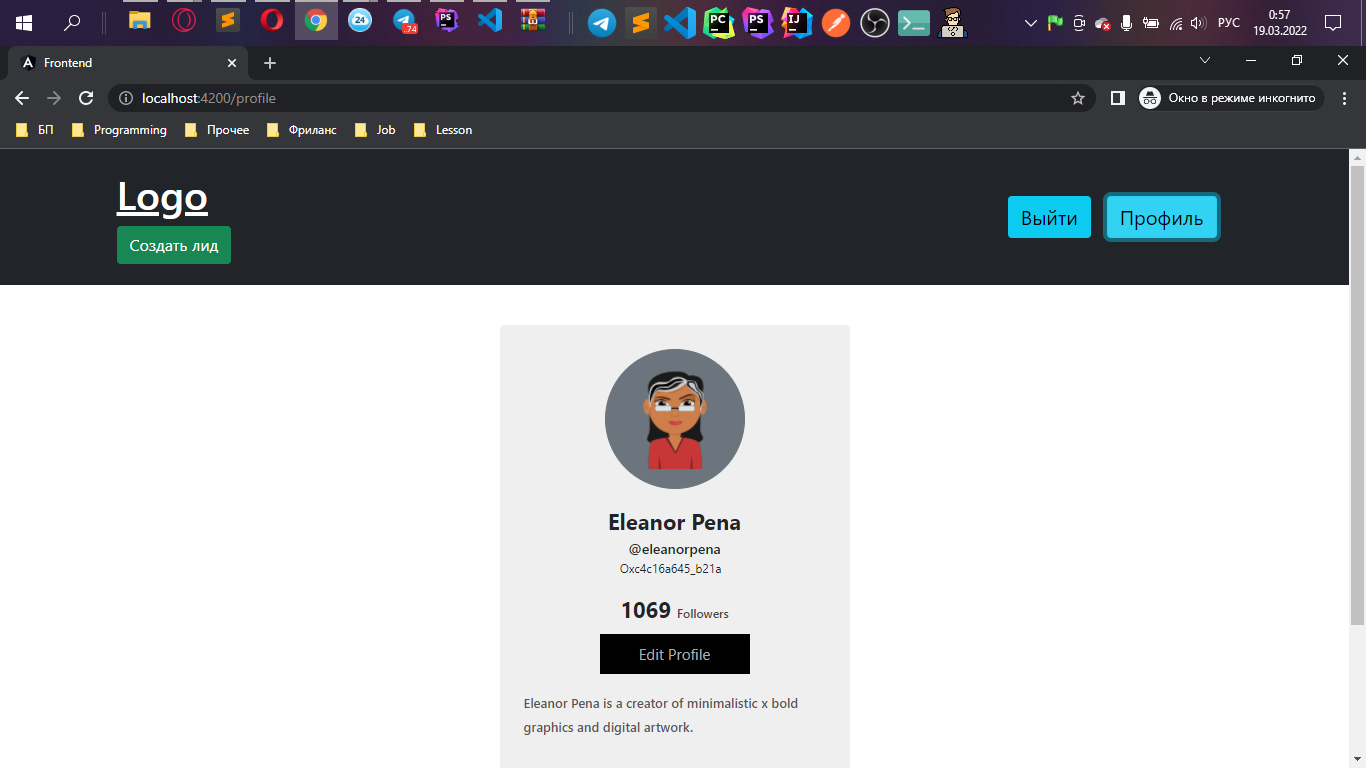 24
74
PS
PC
PS
IJ
РУС
0:57
19.03.2022
Frontend
localhost:4200/profile
Окно в режиме инкогнито
БП
Programming
Прочее
Фриланс
Job
Lesson
Logo
Создать лид
Выйти
Профиль
Eleanor Pena
@eleanorpena
Oxc4c16a645_b21a
1069 Followers
Edit Profile
Eleanor Pena is a creator of minimalistic x bold
graphics and digital artwork.